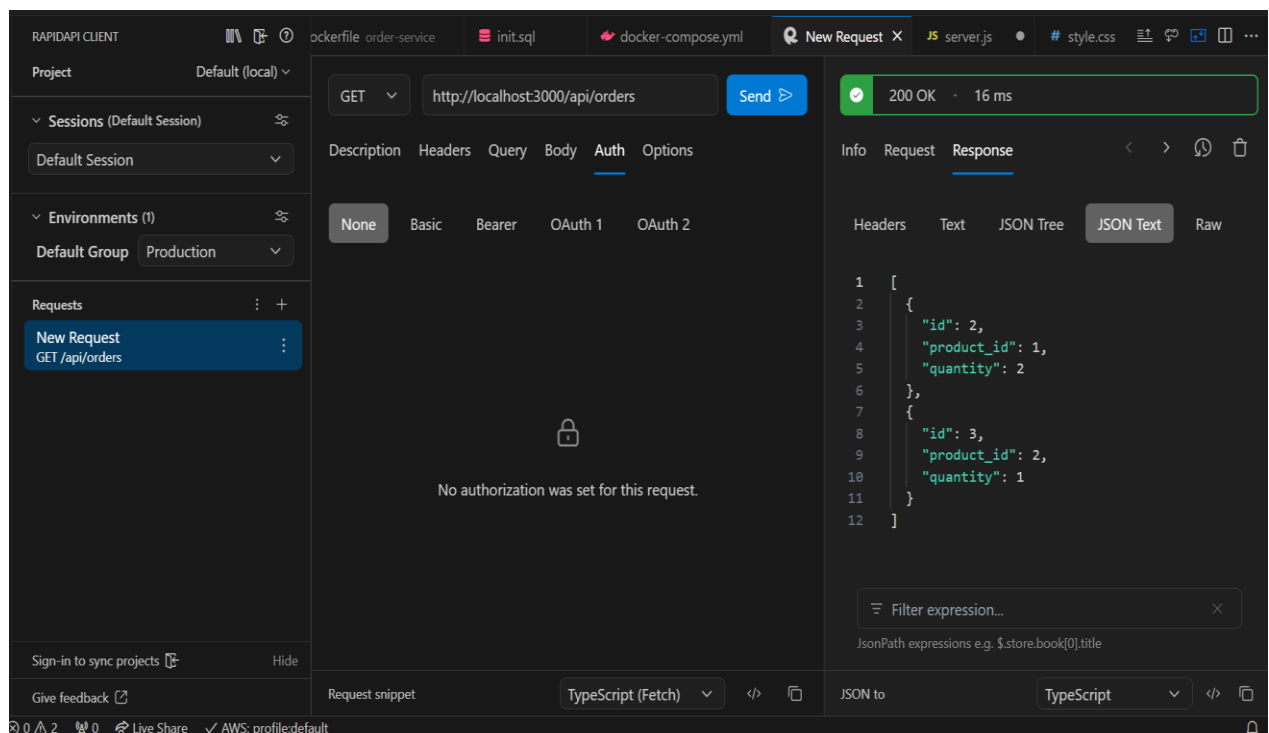 RAPIDAPI CLIENT
Project Default (local)
Sessions (Default Session)
Default Session
Environments (1)
Default Group Production
Requests
New Request
GET /api/orders
Sign-in to sync projects Hide
Give feedback
ockerfile order-service init.sql docker-compose.yml New Request JS server.js # style.css
GET http://localhost:3000/api/orders Send
Description Headers Query Body Auth Options
None Basic Bearer OAuth 1 OAuth 2
No authorization was set for this request.
Request snippet TypeScript (Fetch)
200 OK · 16 ms
Info Request Response
Headers Text JSON Tree JSON Text Raw
1 [
2 {
3 "id": 2,
4 "product_id": 1,
5 "quantity": 2
6 },
7 {
8 "id": 3,
9 "product_id": 2,
10 "quantity": 1
11 }
12 ]
Filter expression...
JsonPath expressions e.g. $.store.book[0].title
JSON to TypeScript
0 2 0 Live Share AWS: profile:default